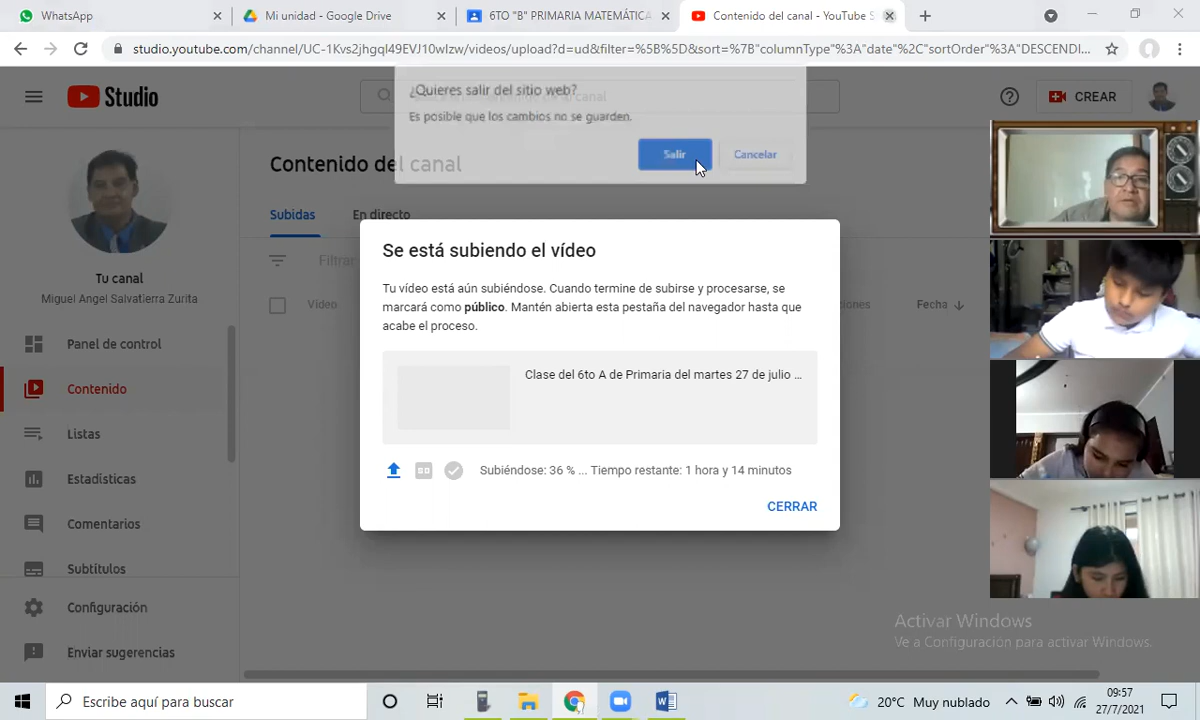 WhatsApp
Mi unidad - Google Drive
6TO "B" PRIMARIA MATEMÁTICA
Contenido del canal - YouTube S
studio.youtube.com/channel/UC-1Kvs2jhgql49EVJ10wlzw/videos/upload?d=ud&filter=%5B%5D&sort=%7B"columnType"%3A"date"%2C"sortOrder"%3A"DESCENDI...
Studio
¿Quieres salir del sitio web?
canal
Es posible que los cambios no se guarden.
Salir
Cancelar
CREAR
Contenido del canal
Subidas
En directo
Filtrar
Vídeo
Fecha
Tu canal
Miguel Angel Salvatierra Zurita
Panel de control
Contenido
Listas
Estadísticas
Comentarios
Subtítulos
Configuración
Enviar sugerencias
Se está subiendo el vídeo
Tu vídeo está aún subiéndose. Cuando termine de subirse y procesarse, se
marcará como público. Mantén abierta esta pestaña del navegador hasta que
acabe el proceso.
Clase del 6to A de Primaria del martes 27 de julio ...
Subiéndose: 36 % ... Tiempo restante: 1 hora y 14 minutos
CERRAR
Activar Windows
Ve a Configuración para activar Windows.
Escribe aquí para buscar
20°C Muy nublado
09:57
27/7/2021